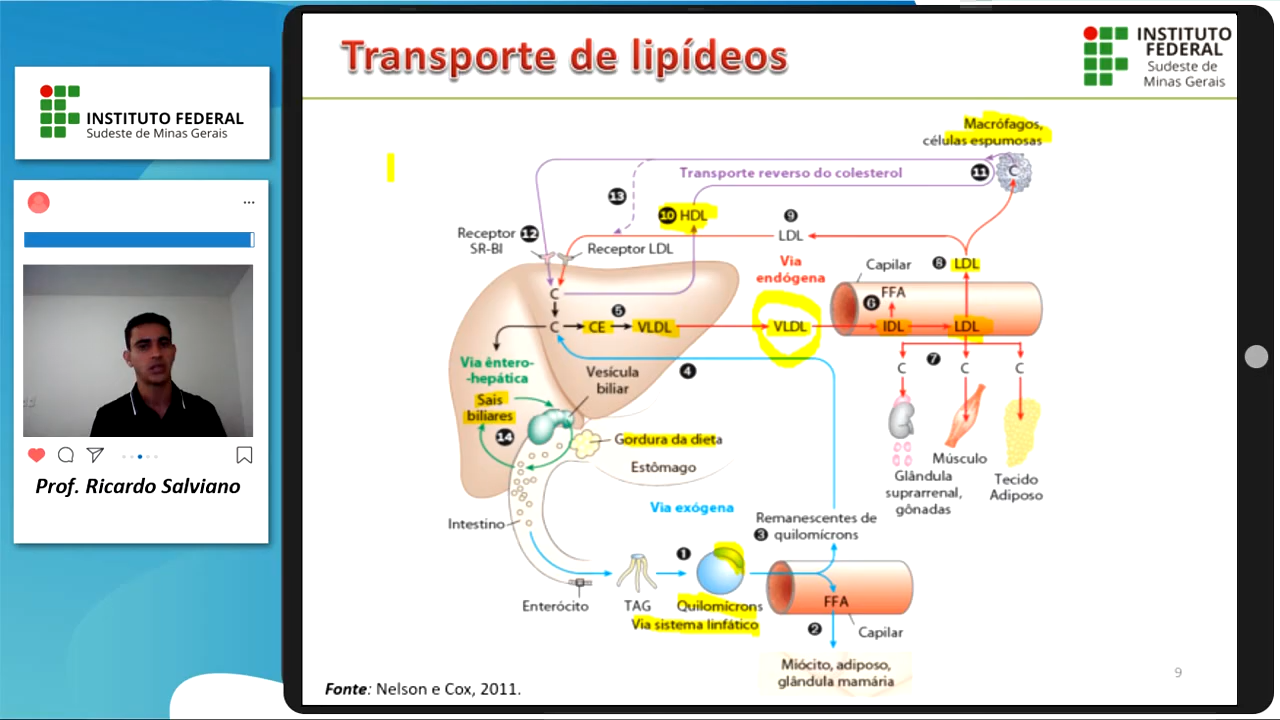 INSTITUTO FEDERAL
Sudeste de Minas Gerais
Prof. Ricardo Salviano
Transporte de lipídeos
INSTITUTO
FEDERAL
Sudeste de
Minas Gerais
Macrófagos,
células espumosas
Transporte reverso do colesterol
11
C
13
10 HDL
9
LDL
Receptor
SR-BI
12
Receptor LDL
Via
endógena
Capilar
8
LDL
FFA
6
C
5
C
CE
VLDL
VLDL
IDL
LDL
Via êntero-
-hepática
Vesícula
biliar
4
7
C
C
C
Sais
biliares
14
Gordura da dieta
Estômago
Músculo
Glândula
suprarrenal,
gônadas
Tecido
Adiposo
Via exógena
Intestino
Remanescentes de
3 quilomícrons
1
Enterócito
TAG
Quilomícrons
Via sistema linfático
FFA
2
Capilar
Miócito, adiposo,
glândula mamária
9
Fonte: Nelson e Cox, 2011.